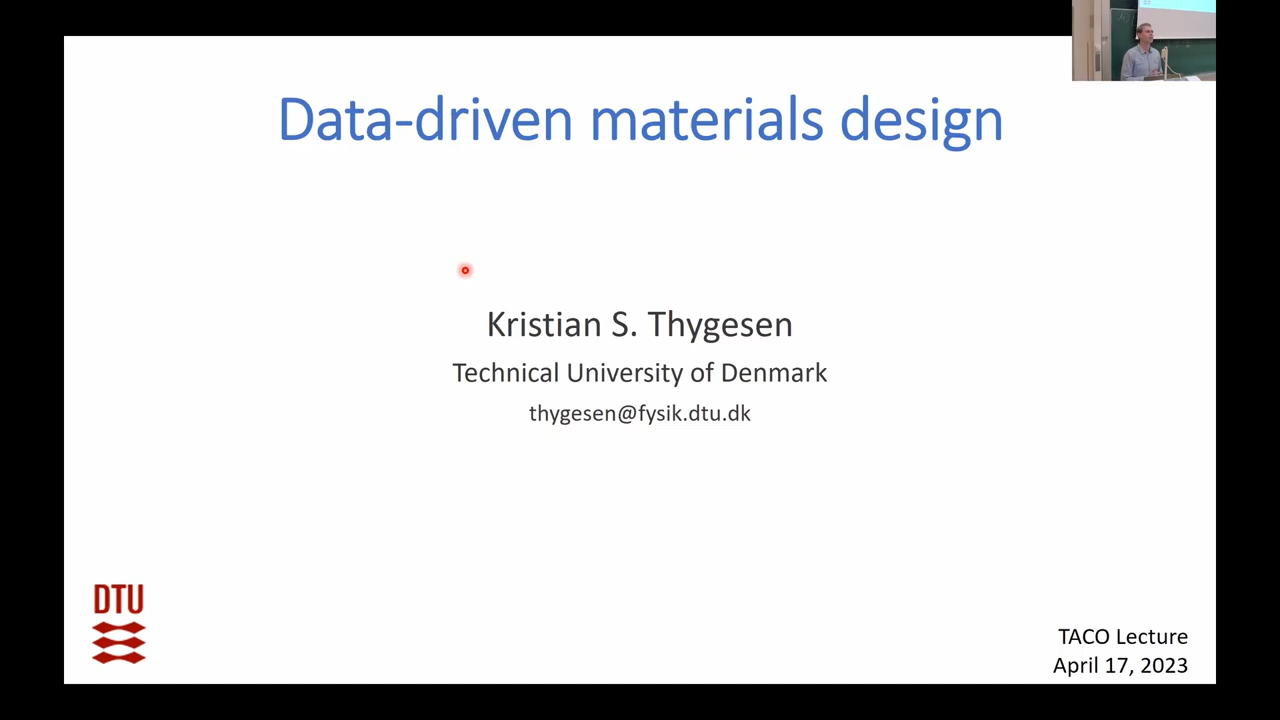 Data-driven materials design
Kristian S. Thygesen
Technical University of Denmark
thygesen@fysik.dtu.dk
DTU
TACO Lecture
April 17, 2023